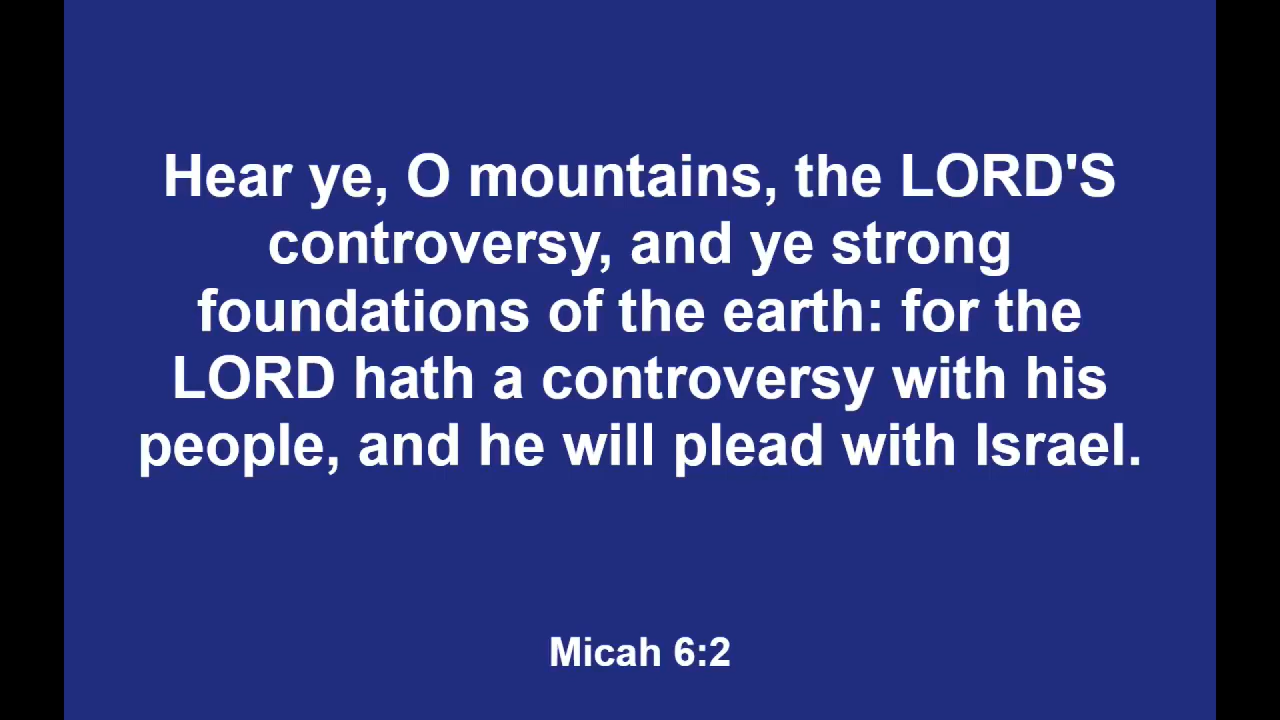 Hear ye, O mountains, the LORD'S
controversy, and ye strong
foundations of the earth: for the
LORD hath a controversy with his
people, and he will plead with Israel.
Micah 6:2